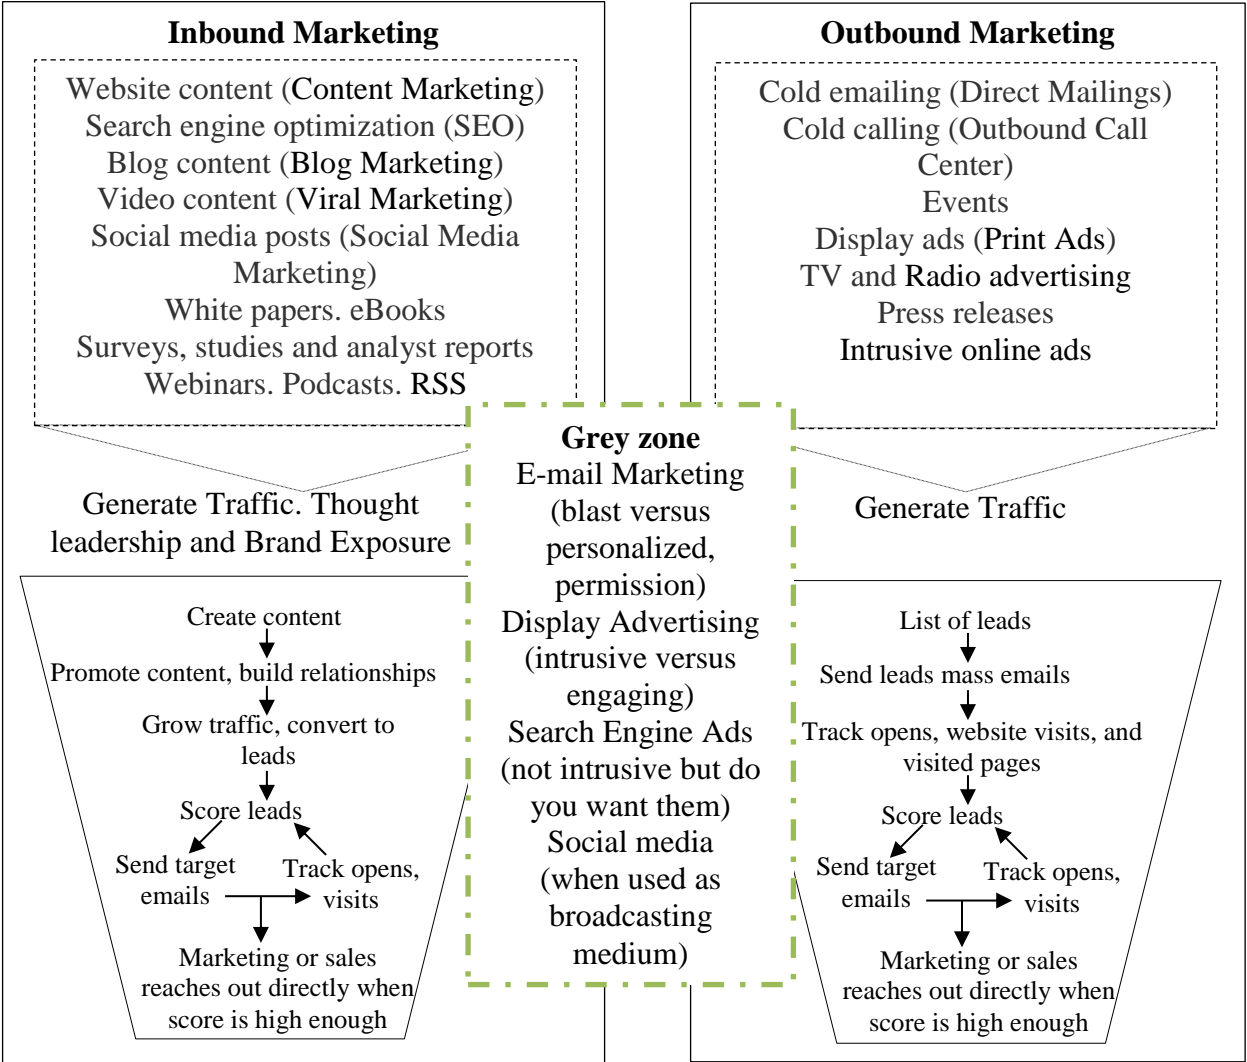 Inbound Marketing
Website content (Content Marketing)
Search engine optimization (SEO)
Blog content (Blog Marketing)
Video content (Viral Marketing)
Social media posts (Social Media
Marketing)
White papers. eBooks
Surveys, studies and analyst reports
Webinars. Podcasts. RSS
Generate Traffic. Thought
leadership and Brand Exposure
Create content
Promote content, build relationships
Grow traffic, convert to
leads
Score leads
Send target
emails
Track opens,
visits
Marketing or sales
reaches out directly when
score is high enough
Grey zone
E-mail Marketing
(blast versus
personalized,
permission)
Display Advertising
(intrusive versus
engaging)
Search Engine Ads
(not intrusive but do
you want them)
Social media
(when used as
broadcasting
medium)
Outbound Marketing
Cold emailing (Direct Mailings)
Cold calling (Outbound Call
Center)
Events
Display ads (Print Ads)
TV and Radio advertising
Press releases
Intrusive online ads
Generate Traffic
List of leads
Send leads mass emails
Track opens, website visits, and
visited pages
Score leads
Send target
emails
Track opens,
visits
Marketing or sales
reaches out directly when
score is high enough